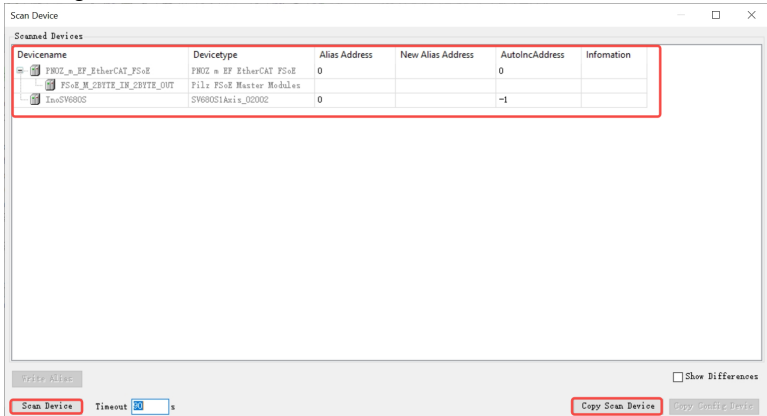 Scan Device
Scanned Devices
Devicename Devicetype Alias Address New Alias Address AutoIncAddress Infomation
PNOZ_m_EF_EtherCAT_FSoE PNOZ m EF EtherCAT FSoE 0 0
FSoE_M_2BYTE_IN_2BYTE_OUT Pilz FSoE Master Modules
InoSV680S SV680S1Axis_02002 0 -1
Write Alias Show Differences
Scan Device Timeout s Copy Scan Device Copy Config Devic